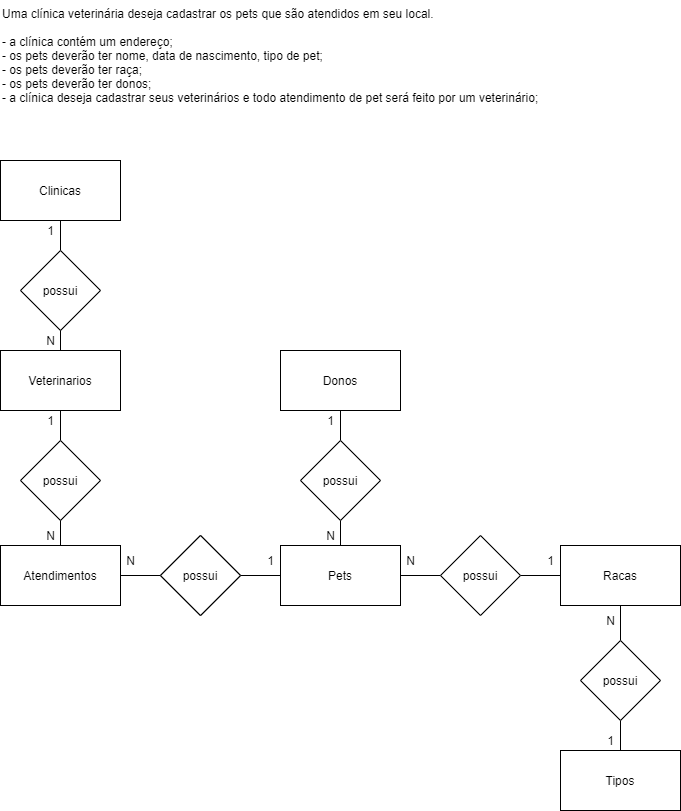 Uma clínica veterinária deseja cadastrar os pets que são atendidos em seu local.
- a clínica contém um endereço;
- os pets deverão ter nome, data de nascimento, tipo de pet;
- os pets deverão ter raça;
- os pets deverão ter donos;
- a clínica deseja cadastrar seus veterinários e todo atendimento de pet será feito por um veterinário;
Clinicas
1
possui
N
Veterinarios
Donos
1
1
possui
possui
N
N
Atendimentos
N
possui
1
Pets
N
possui
1
Racas
N
possui
1
Tipos